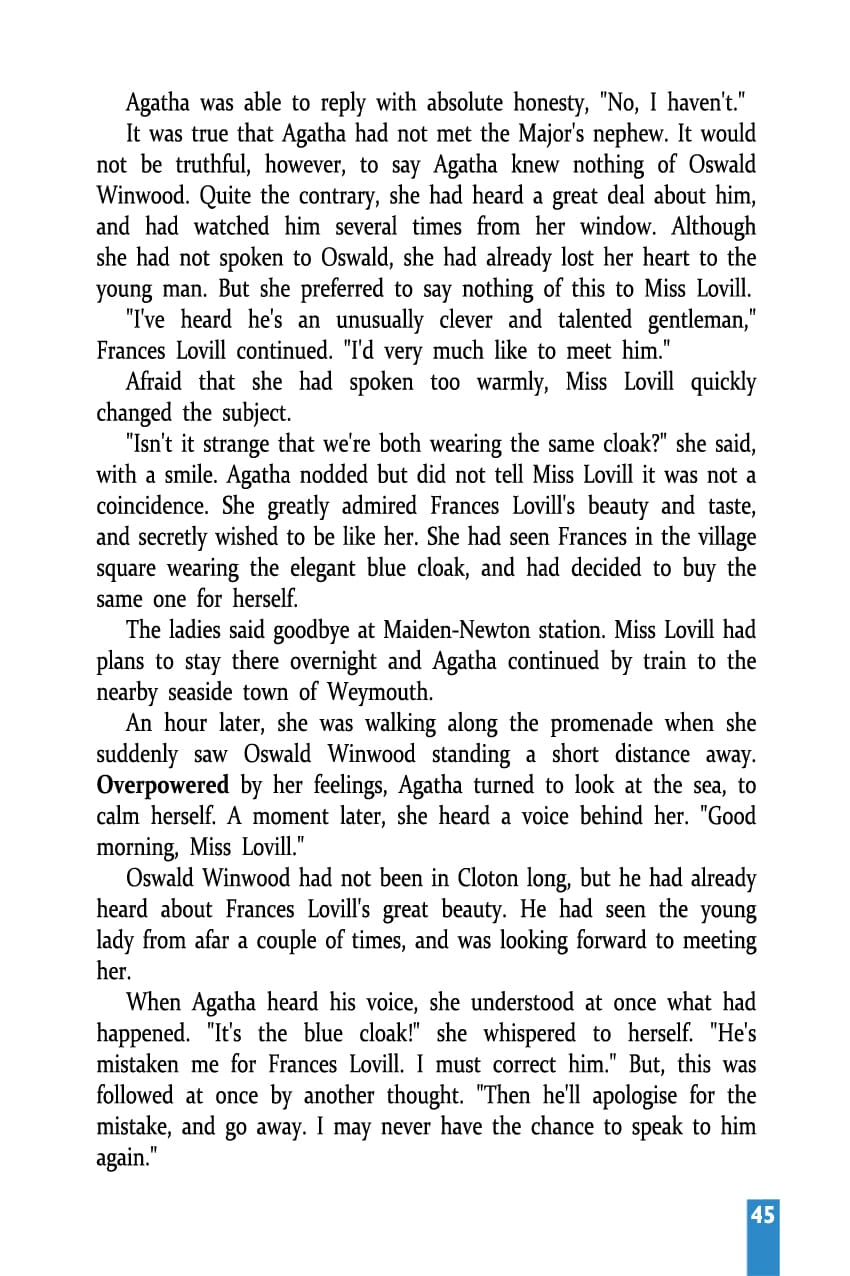 Agatha was able to reply with absolute honesty, "No, I haven't."
It was true that Agatha had not met the Major's nephew. It would
not be truthful, however, to say Agatha knew nothing of Oswald
Winwood. Quite the contrary, she had heard a great deal about him,
and had watched him several times from her window. Although
she had not spoken to Oswald, she had already lost her heart to the
young man. But she preferred to say nothing of this to Miss Lovill.
"I've heard he's an unusually clever and talented gentleman,"
Frances Lovill continued. "I'd very much like to meet him."
Afraid that she had spoken too warmly, Miss Lovill quickly
changed the subject.
"Isn't it strange that we're both wearing the same cloak?" she said,
with a smile. Agatha nodded but did not tell Miss Lovill it was not a
coincidence. She greatly admired Frances Lovill's beauty and taste,
and secretly wished to be like her. She had seen Frances in the village
square wearing the elegant blue cloak, and had decided to buy the
same one for herself.
The ladies said goodbye at Maiden-Newton station. Miss Lovill had
plans to stay there overnight and Agatha continued by train to the
nearby seaside town of Weymouth.
An hour later, she was walking along the promenade when she
suddenly saw Oswald Winwood standing a short distance away.
Overpowered by her feelings, Agatha turned to look at the sea, to
calm herself. A moment later, she heard a voice behind her. "Good
morning, Miss Lovill."
Oswald Winwood had not been in Cloton long, but he had already
heard about Frances Lovill's great beauty. He had seen the young
lady from afar a couple of times, and was looking forward to meeting
her.
When Agatha heard his voice, she understood at once what had
happened. "It's the blue cloak!" she whispered to herself. "He's
mistaken me for Frances Lovill. I must correct him." But, this was
followed at once by another thought. "Then he'll apologise for the
mistake, and go away. I may never have the chance to speak to him
again."
45